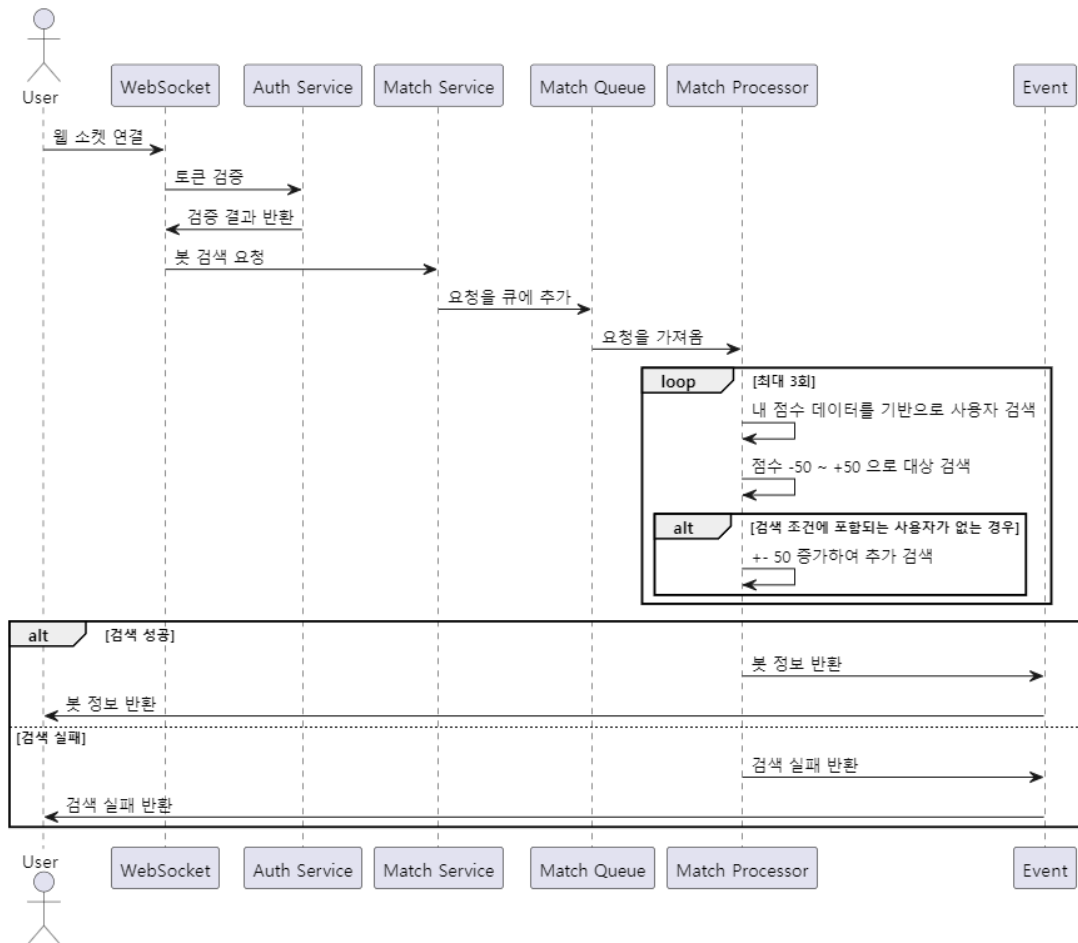 User
WebSocket
Auth Service
Match Service
Match Queue
Match Processor
Event
웹 소켓 연결
토큰 검증
검증 결과 반환
봇 검색 요청
요청을 큐에 추가
요청을 가져옴
loop [최대 3회]
내 점수 데이터를 기반으로 사용자 검색
점수 -50 ~ +50 으로 대상 검색
alt [검색 조건에 포함되는 사용자가 없는 경우]
+- 50 증가하여 추가 검색
alt [검색 성공]
봇 정보 반환
봇 정보 반환
[검색 실패]
검색 실패 반환
검색 실패 반환
User
WebSocket
Auth Service
Match Service
Match Queue
Match Processor
Event